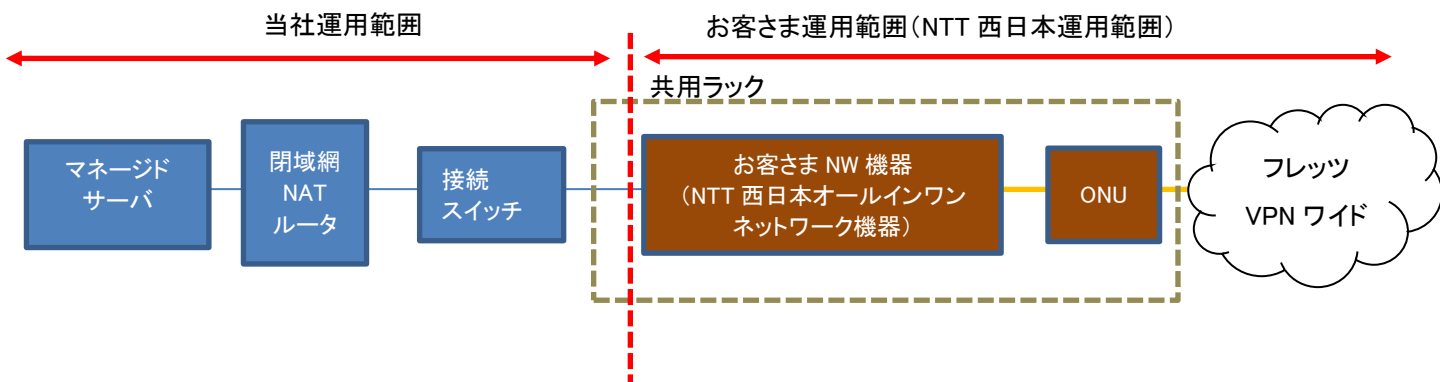 当社運用範囲
お客さま運用範囲(NTT 西日本運用範囲)
共用ラック
マネージド
サーバ
閉域網
NAT
ルータ
接続
スイッチ
お客さま NW 機器
(NTT 西日本オールインワン
ネットワーク機器)
ONU
フレッツ
VPN ワイド